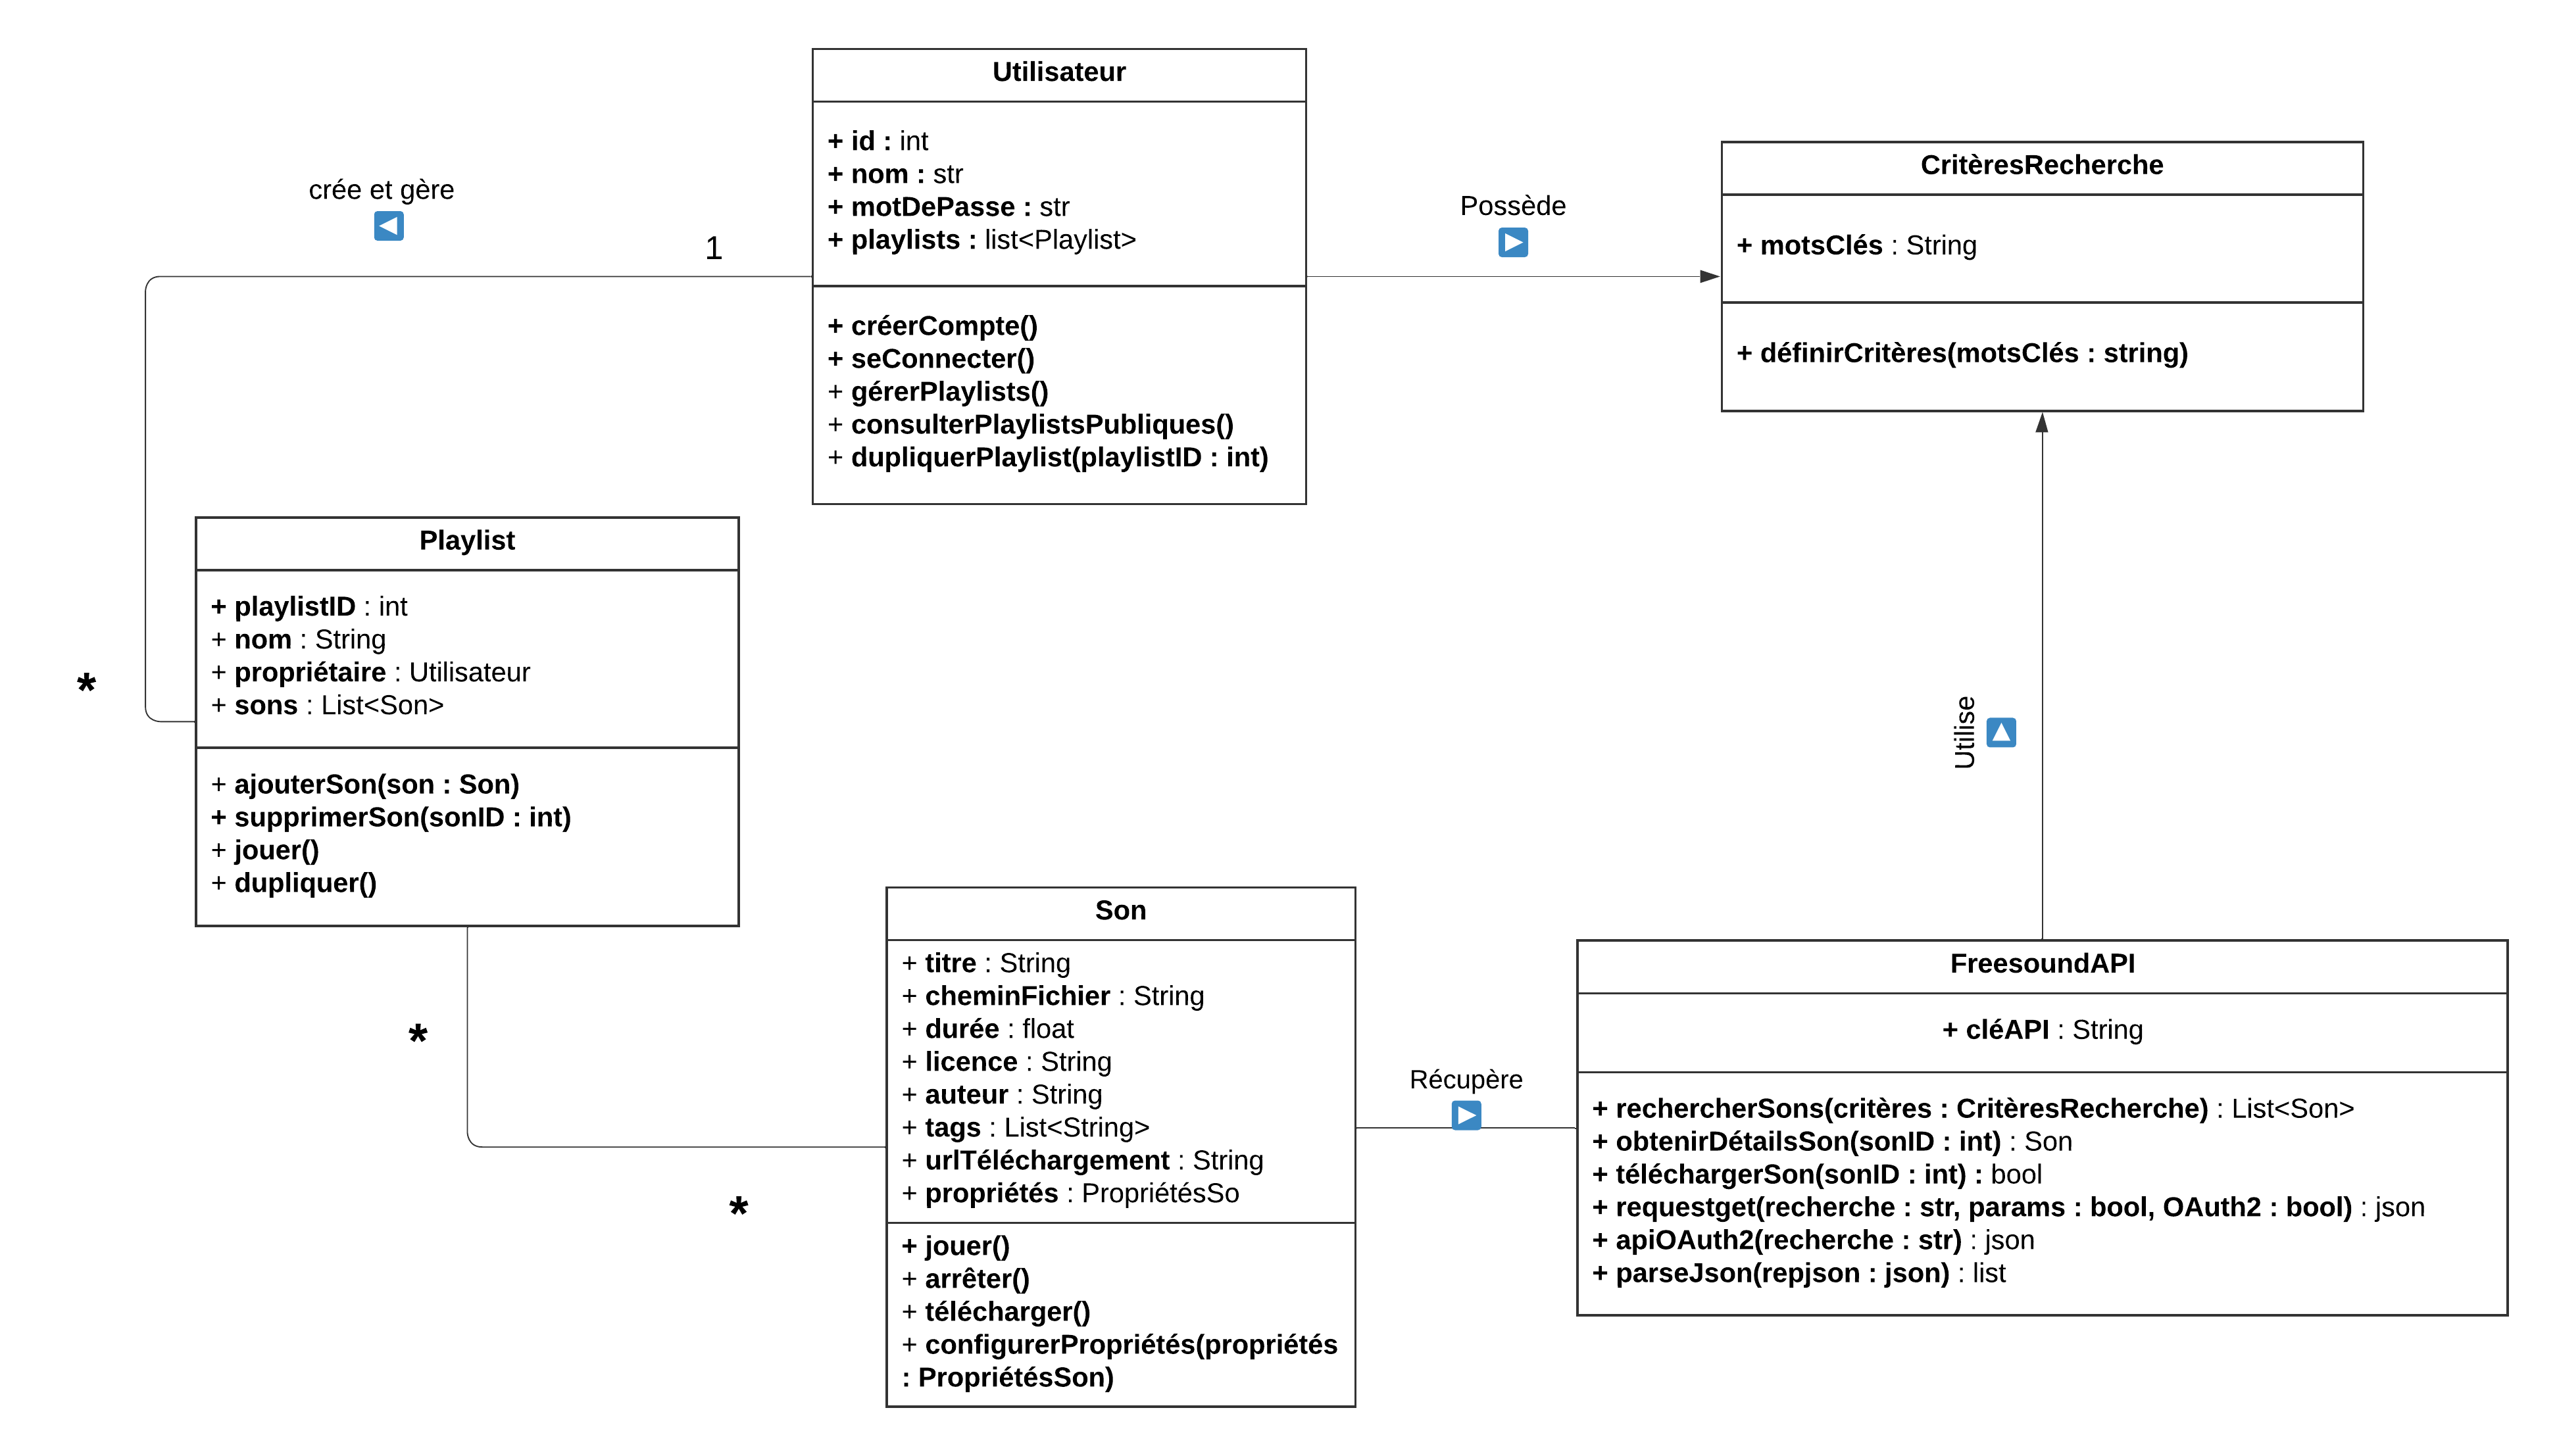 Utilisateur
+ id : int
+ nom : str
+ motDePasse : str
+ playlists : list<Playlist>
+ créerCompte()
+ seConnecter()
+ gérerPlaylists()
+ consulterPlaylistsPubliques()
+ dupliquerPlaylist(playlistID : int)
crée et gère
1
*
Possède
CritèresRecherche
+ motsClés : String
+ définirCritères(motsClés : string)
Playlist
+ playlistID : int
+ nom : String
+ propriétaire : Utilisateur
+ sons : List<Son>
+ ajouterSon(son : Son)
+ supprimerSon(sonID : int)
+ jouer()
+ dupliquer()
*
*
Utilise
Son
+ titre : String
+ cheminFichier : String
+ durée : float
+ licence : String
+ auteur : String
+ tags : List<String>
+ urlTéléchargement : String
+ propriétés : PropriétésSo
+ jouer()
+ arrêter()
+ télécharger()
+ configurerPropriétés(propriétés
: PropriétésSon)
Récupère
FreesoundAPI
+ cléAPI : String
+ rechercherSons(critères : CritèresRecherche) : List<Son>
+ obtenirDétailsSon(sonID : int) : Son
+ téléchargerSon(sonID : int) : bool
+ requestget(recherche : str, params : bool, OAuth2 : bool) : json
+ apiOAuth2(recherche : str) : json
+ parseJson(repjson : json) : list